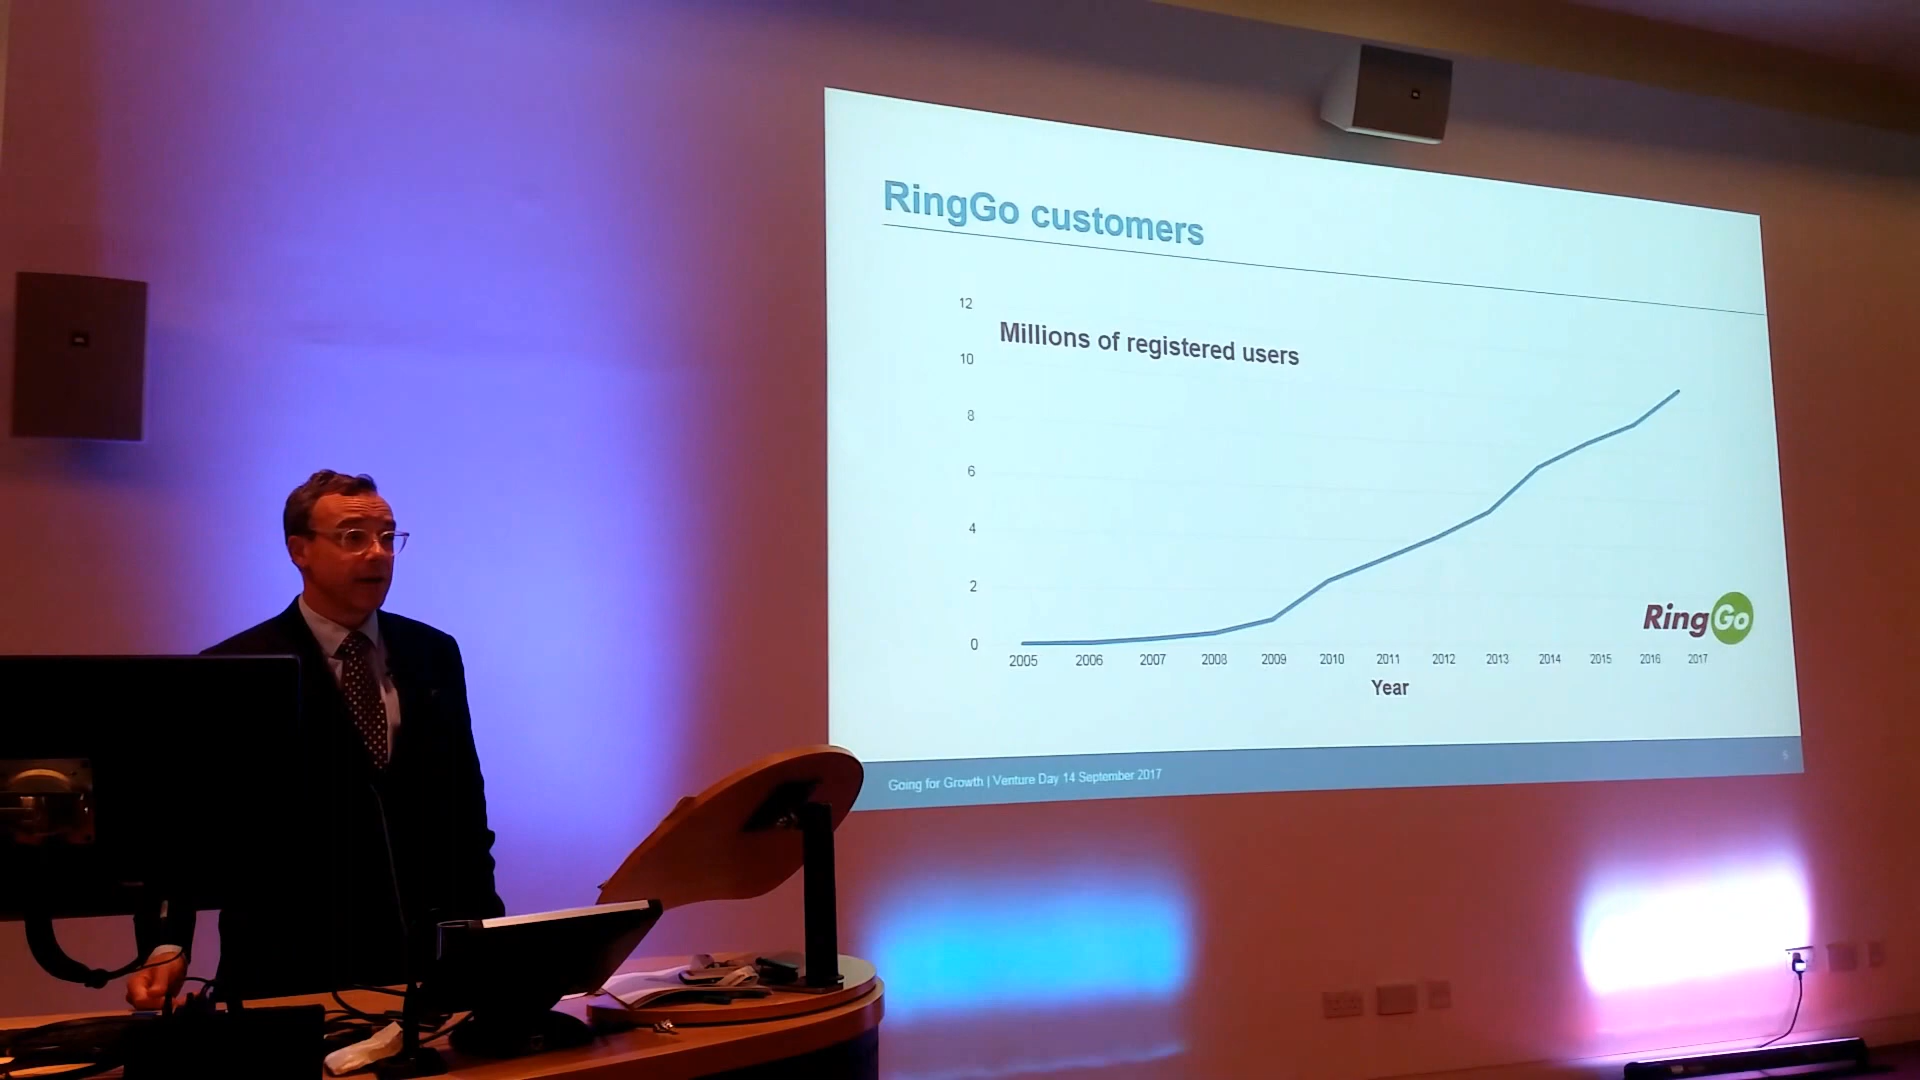 RingGo customers
12
Millions of registered users
10
8
6
4
2
0
2005 2006 2007 2008 2009 2010 2011 2012 2013 2014 2015 2016 2017
Year
RingGo
Going for Growth | Venture Day 14 September 2017
5